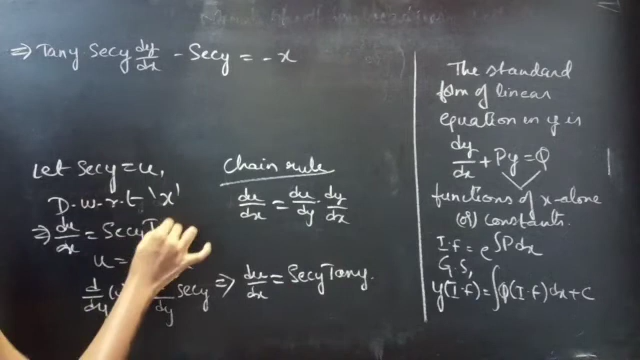 ⇒ Tany Secy dy/dx - Secy = - x
Let Secy = u,
D.w.r.t 'x'
⇒ du/dx = Secy
u =
d/dy = Secy
Chain rule
du/dx = du/dy . dy/dx
⇒ du/dx = Secy Tany.
The standard
form of linear
equation in y is
dy/dx + Py = Q
functions of x-alone
(or) constants.
I.f = e^∫Pdx
G.S,
y(I.f) = ∫Q(I.f)dx + C